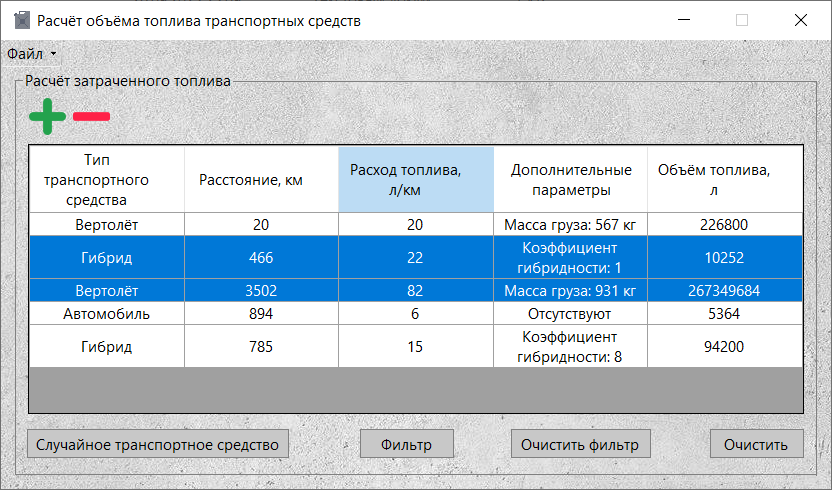 Расчёт объёма топлива транспортных средств
Файл
Расчёт затраченного топлива
Тип
транспортного
средства
Расстояние, км
Расход топлива,
л/км
Дополнительные
параметры
Объём топлива,
л
Вертолёт 20 20 Масса груза: 567 кг 226800
Гибрид 466 22 Коэффициент
гибридности: 1 10252
Вертолёт 3502 82 Масса груза: 931 кг 267349684
Автомобиль 894 6 Отсутствуют 5364
Гибрид 785 15 Коэффициент
гибридности: 8 94200
Случайное транспортное средство Фильтр Очистить фильтр Очистить